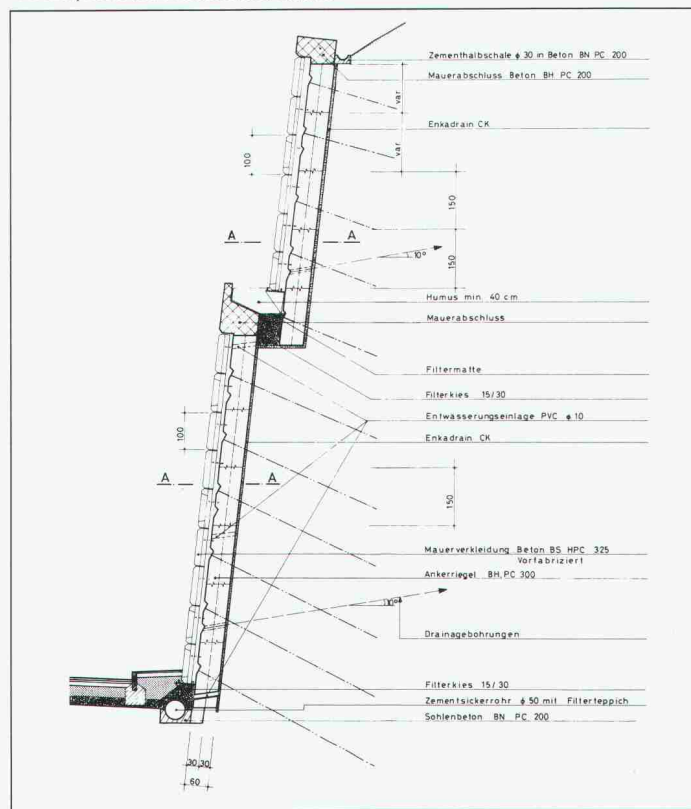 Zementhalbschale ϕ 30 in Beton BN PC 200
Mauerabschluss Beton BH PC 200
var
Enkadrain CK
var
100
150
A A
10°
150
Humus min. 40 cm
Mauerabschluss
Filtermatte
Filterkies 15/30
Entwässerungseinlage PVC ϕ 10
100
Enkadrain CK
A A
150
Mauerverkleidung Beton BS HPC 325
Vorfabriziert
Ankerriegel BH, PC 300
10°
Drainagebohrungen
Filterkies 15/30
Zementsickerrohr ϕ 50 mit Filterteppich
Sohlenbeton BN PC 200
30 30
60